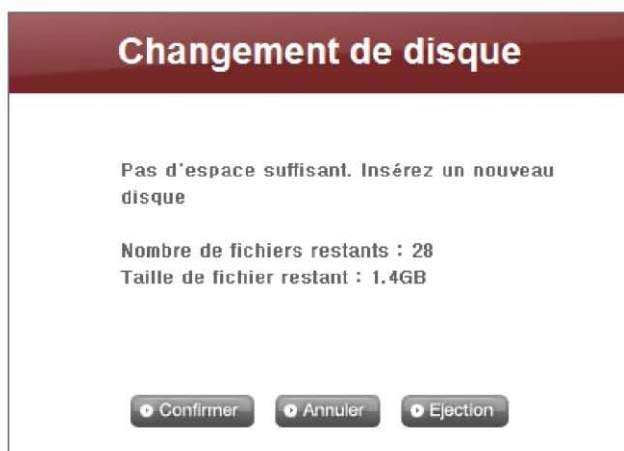 Changement de disque
Pas d'espace suffisant. Insérez un nouveau
disque
Nombre de fichiers restants : 28
Taille de fichier restant : 1.4GB
Confirmer
Annuler
Ejection